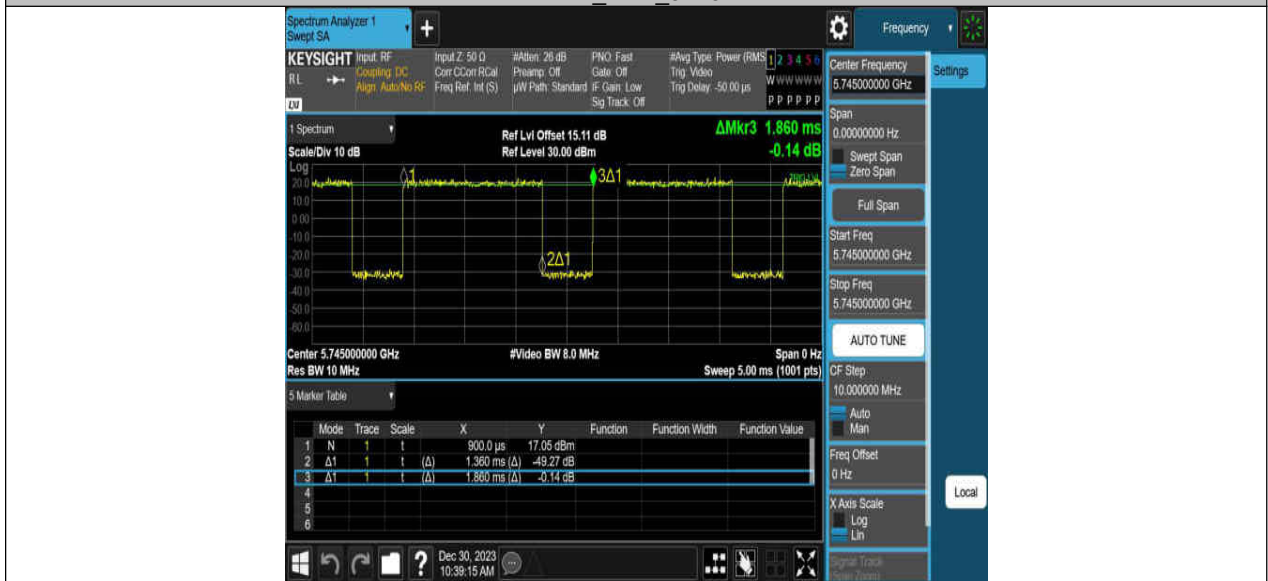 Spectrum Analyzer 1
Swept SA
+
Frequency
KEYSIGHT
RL
LXI
Input: RF
Coupling: DC
Align: Auto/No RF
Input Z: 50 Ω
Corr CCorr RCal
Freq Ref: Int (S)
#Atten: 26 dB
Preamp: Off
µW Path: Standard
PNO: Fast
Gate: Off
IF Gain: Low
Sig Track: Off
#Avg Type: Power (RMS
Trig: Video
Trig Delay: -50.00 µs
1 2 3 4 5 6
W W W W W W
P P P P P P
1 Spectrum
Scale/Div 10 dB
Ref Lvl Offset 15.11 dB
Ref Level 30.00 dBm
ΔMkr3 1.860 ms
-0.14 dB
Log
20.0
10.0
0.00
-10.0
-20.0
-30.0
-40.0
-50.0
-60.0
1
3Δ1
2Δ1
Center 5.745000000 GHz
Res BW 10 MHz
#Video BW 8.0 MHz
Span 0 Hz
Sweep 5.00 ms (1001 pts)
5 Marker Table
Mode Trace Scale X Y Function Function Width Function Value
1 N 1 t 900.0 µs 17.05 dBm
2 Δ1 1 t (Δ) 1.360 ms (Δ) -49.27 dB
3 Δ1 1 t (Δ) 1.860 ms (Δ) -0.14 dB
4
5
6
?
Dec 30, 2023
10:39:15 AM
Center Frequency
5.745000000 GHz
Settings
Span
0.00000000 Hz
Swept Span
Zero Span
Full Span
Start Freq
5.745000000 GHz
Stop Freq
5.745000000 GHz
AUTO TUNE
CF Step
10.000000 MHz
Auto
Man
Freq Offset
0 Hz
X Axis Scale
Log
Lin
Signal Track
(Span Zoom)
Local